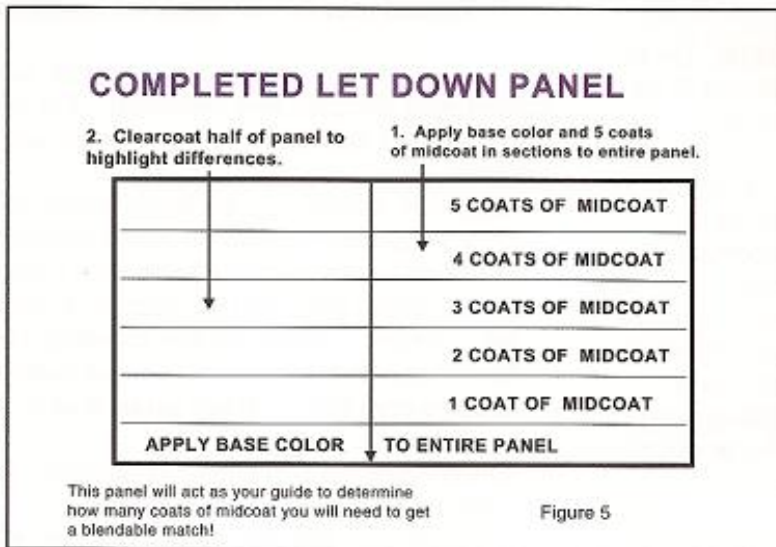 COMPLETED LET DOWN PANEL
2. Clearcoat half of panel to
highlight differences.
1. Apply base color and 5 coats
of midcoat in sections to entire panel.
5 COATS OF MIDCOAT
4 COATS OF MIDCOAT
3 COATS OF MIDCOAT
2 COATS OF MIDCOAT
1 COAT OF MIDCOAT
APPLY BASE COLOR TO ENTIRE PANEL
This panel will act as your guide to determine
how many coats of midcoat you will need to get
a blendable match!
Figure 5